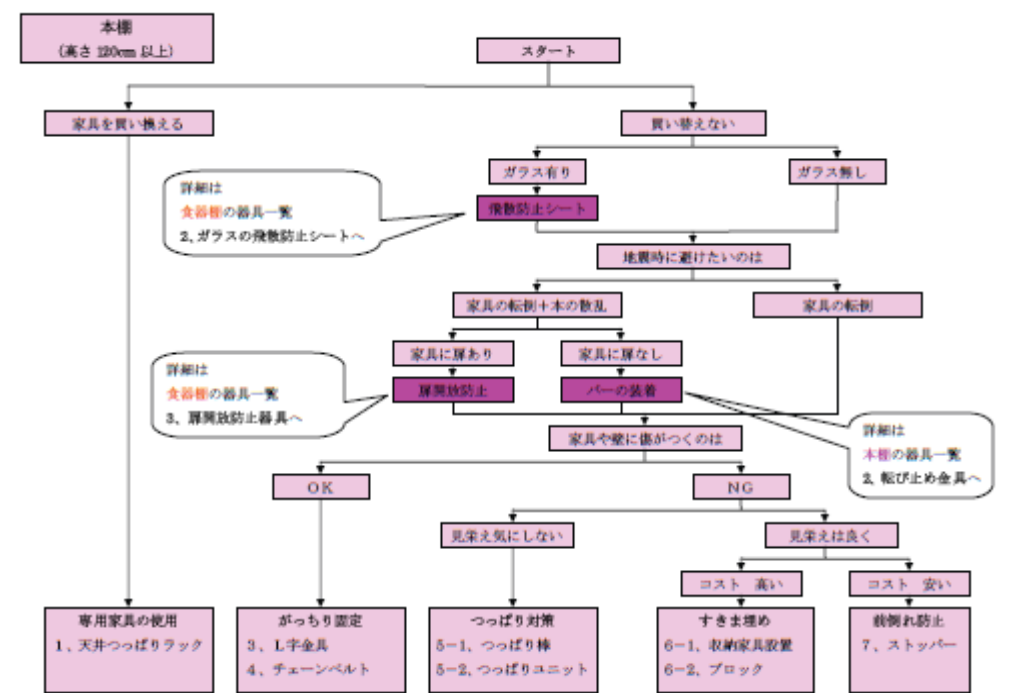 本棚
(高さ 120cm 以上)
スタート
家具を買い換える
買い替えない
ガラス有り
ガラス無し
詳細は
食器棚の器具一覧
2、ガラスの飛散防止シートへ
飛散防止シート
地震時に避けたいのは
家具の転倒＋本の散乱
家具の転倒
家具に扉あり
家具に扉なし
詳細は
食器棚の器具一覧
3、扉開放防止器具へ
扉開放防止
バーの装着
家具や壁に傷がつくのは
詳細は
本棚の器具一覧
2、転び止め金具へ
OK
NG
見栄え気にしない
見栄えは良く
コスト 高い
コスト 安い
専用家具の使用
1、天井つっぱりラック
がっちり固定
3、L字金具
4、チェーンベルト
つっぱり対策
5－1、つっぱり棒
5－2、つっぱりユニット
すきま埋め
6－1、収納家具設置
6－2、ブロック
前倒れ防止
7、ストッパー